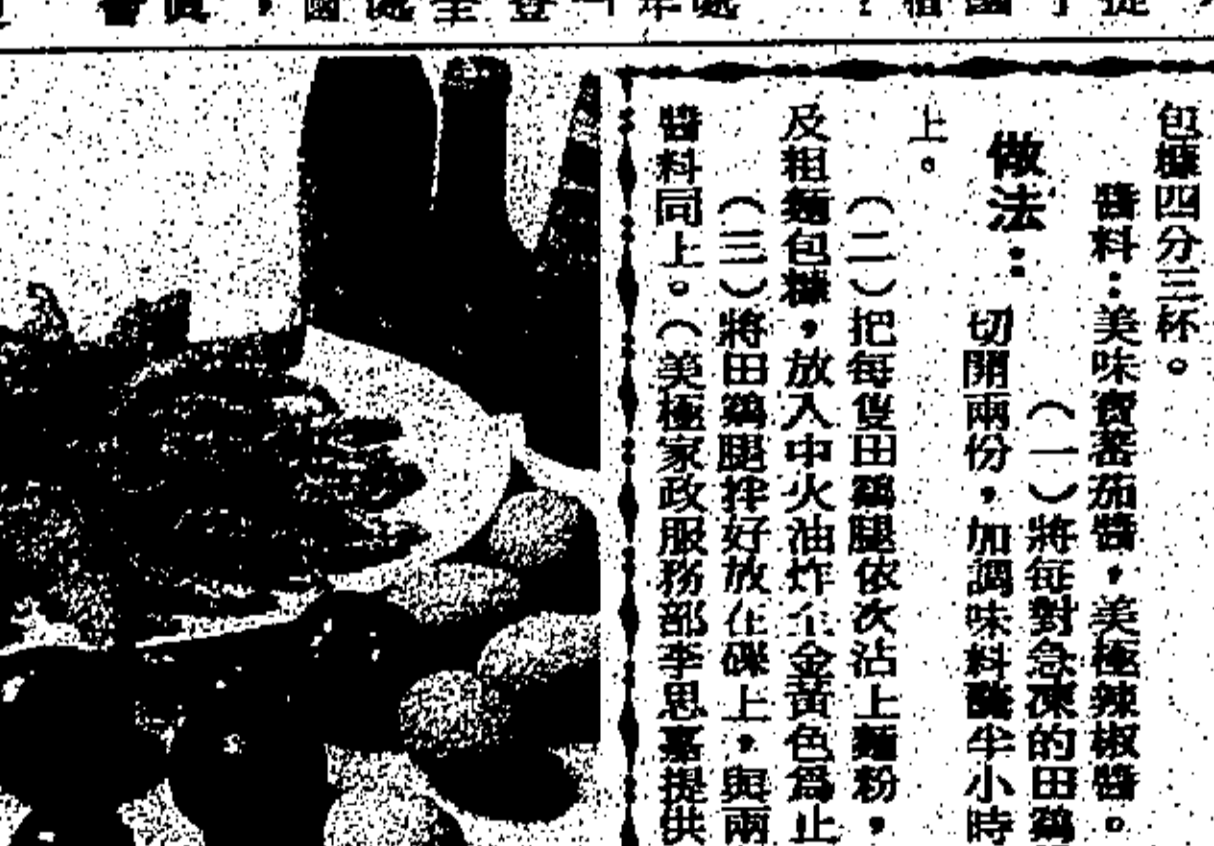 包糠四分三杯。
醬料：美味寶蕃茄醬，美極辣椒醬。
做法：
（一）將每對急凍的田鷄
切開兩份，加調味料醃半小時
上。
（二）把每隻田鷄腿依次沾上麵粉，
及粗麵包糠，放入中火油炸至金黃色爲止
（三）將田鷄腿拌好放在碟上，與兩
醬料同上。（美極家政服務部李思嘉提供